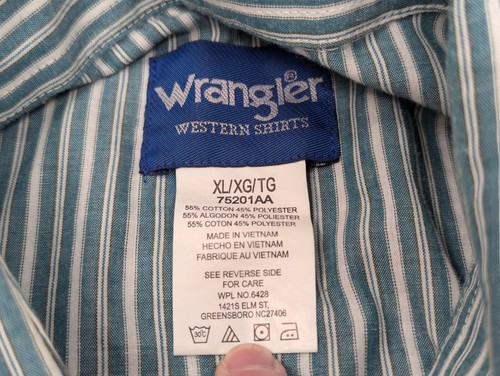 Wrangler®
WESTERN SHIRTS
XL/XG/TG
75201AA
55% COTTON 45% POLYESTER
55% ALGODON 45% POLYESTER
55% COTON 45% POLYESTER
MADE IN VIETNAM
HECHO EN VIETNAM
FABRIQUE AU VIETNAM
SEE REVERSE SIDE
FOR CARE
WPL NO.6428
1421S ELM ST,
GREENSBORO NC27406
30°C